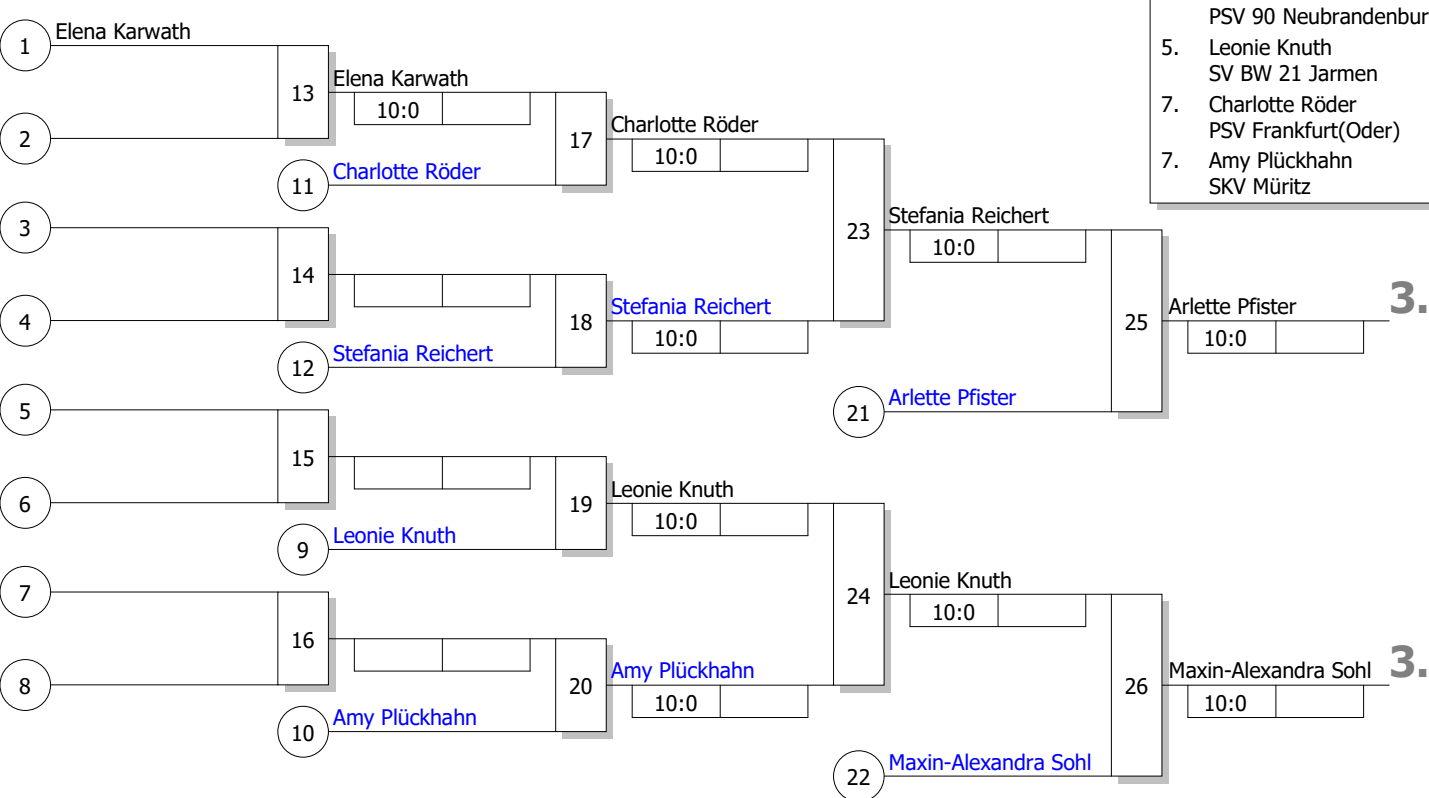 PSV 90 Neubrandenbur
5. Leonie Knuth
SV BW 21 Jarmen
7. Charlotte Röder
PSV Frankfurt(Oder)
7. Amy Plückhahn
SKV Müritz
1 Elena Karwath
13 Elena Karwath
10:0
2
17 Charlotte Röder
10:0
11 Charlotte Röder
3
23 Stefania Reichert
10:0
14
4
18 Stefania Reichert
10:0
12 Stefania Reichert
25 Arlette Pfister 3.
10:0
5
21 Arlette Pfister
15
6
19 Leonie Knuth
10:0
9 Leonie Knuth
7
24 Leonie Knuth
10:0
16
8
20 Amy Plückhahn
10:0
10 Amy Plückhahn
26 Maxin-Alexandra Sohl 3.
10:0
22 Maxin-Alexandra Sohl